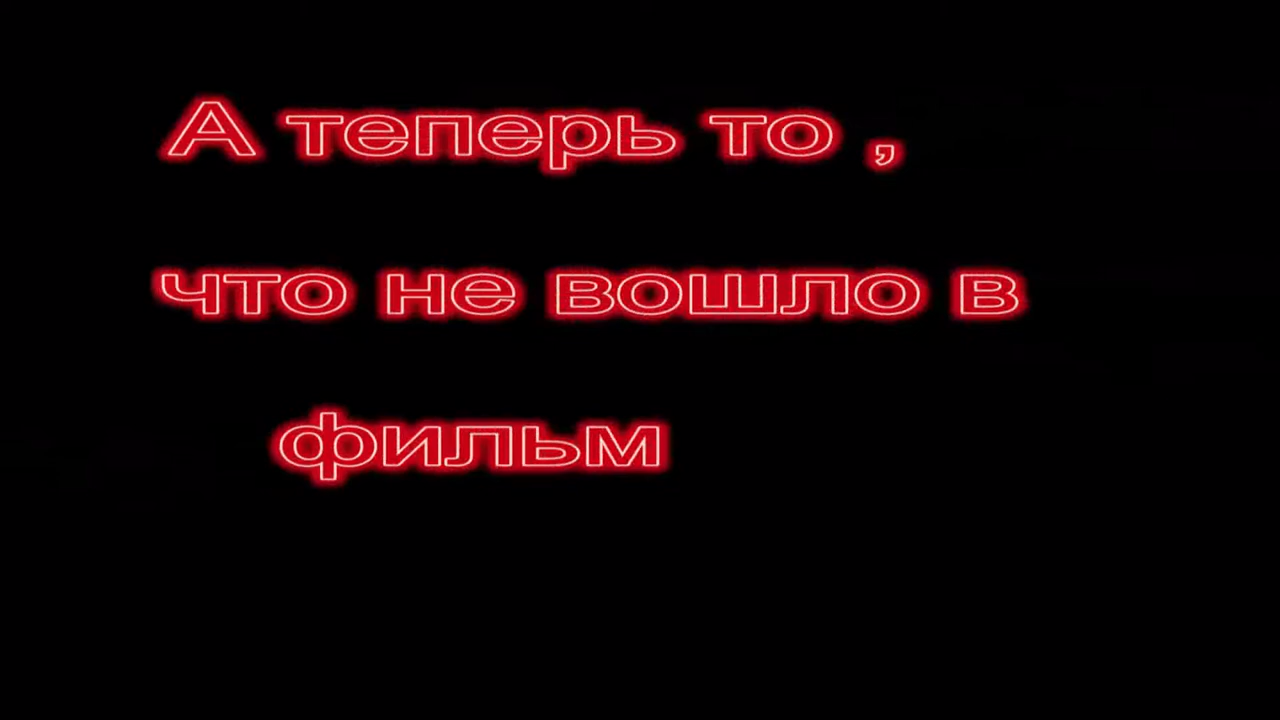 А теперь то ,
что не вошло в
фильм